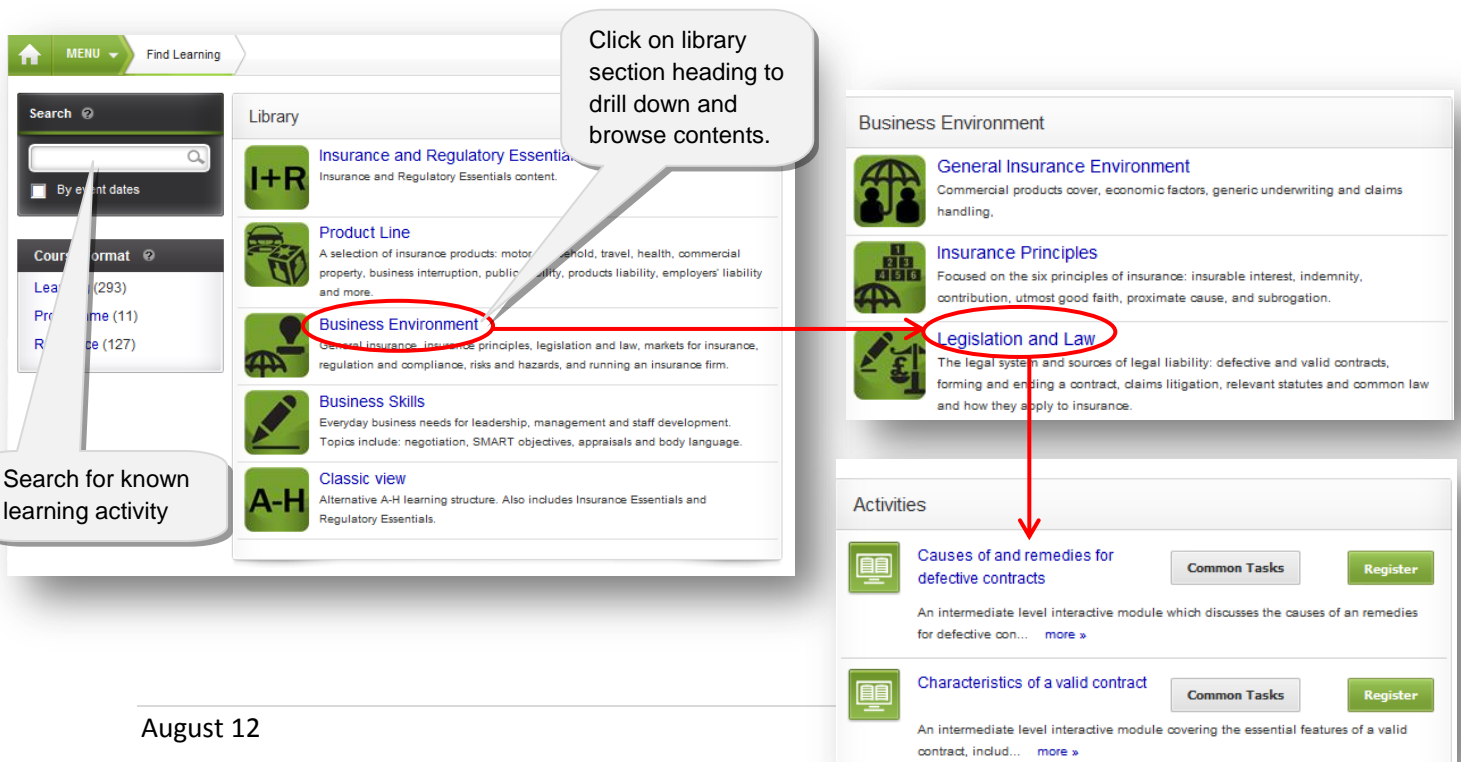 MENU
Find Learning
Click on library
section heading to
drill down and
browse contents.
Search
By event dates
Learning (293)
(11)
(127)
Search for known
learning activity
Library
I+R
Insurance and Regulatory
Insurance and Regulatory Essentials content.
Product Line
A selection of insurance products: motor, household, travel, health, commercial
property, business interruption, public liability, products liability, employers' liability
and more.
Business Environment
General insurance, insurance principles, legislation and law, markets for insurance,
regulation and compliance, risks and hazards, and running an insurance firm.
Business Skills
Everyday business needs for leadership, management and staff development.
Topics include: negotiation, SMART objectives, appraisals and body language.
A-H
Classic view
Alternative A-H learning structure. Also includes Insurance Essentials and
Regulatory Essentials.
Business Environment
General Insurance Environment
Commercial products cover, economic factors, generic underwriting and claims
handling,
1
2 3
4 5 6
Insurance Principles
Focused on the six principles of insurance: insurable interest, indemnity,
contribution, utmost good faith, proximate cause, and subrogation.
Legislation and Law
The legal system and sources of legal liability: defective and valid contracts,
forming and ending a contract, claims litigation, relevant statutes and common law
and how they apply to insurance.
Activities
Causes of and remedies for
defective contracts
Common Tasks
Register
An intermediate level interactive module which discusses the causes of an remedies
for defective con... more »
Characteristics of a valid contract
Common Tasks
Register
An intermediate level interactive module covering the essential features of a valid
contract, includ... more »
August 12